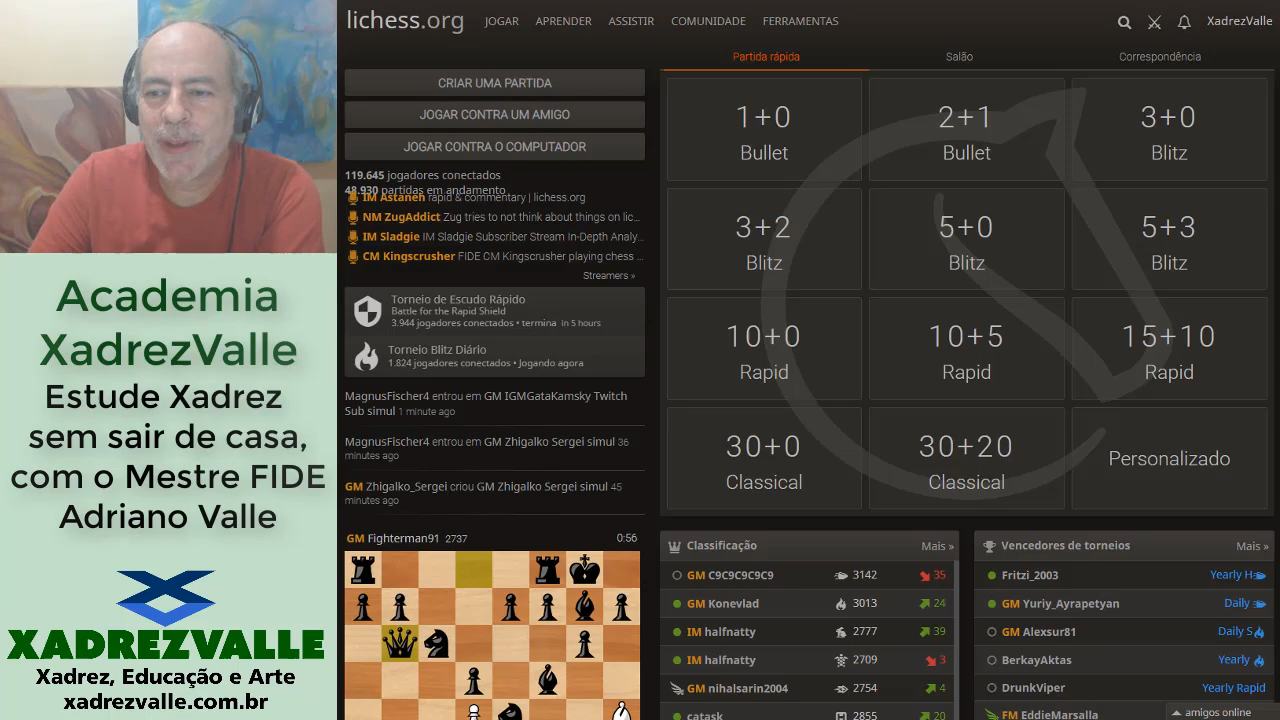 lichess.org
JOGAR
APRENDER
ASSISTIR
COMUNIDADE
FERRAMENTAS
XadrezValle
CRIAR UMA PARTIDA
JOGAR CONTRA UM AMIGO
JOGAR CONTRA O COMPUTADOR
119.645 jogadores conectados
48.930 partidas em andamento
IM Astaneh rapid & commentary | lichess.org
NM ZugAddict Zug tries to not think about things on lic...
IM Sladgie IM Sladgie Subscriber Stream In-Depth Analy...
CM Kingscrusher FIDE CM Kingscrusher playing chess ...
Streamers »
Torneio de Escudo Rápido
Battle for the Rapid Shield
3.944 jogadores conectados • termina in 5 hours
Torneio Blitz Diário
1.824 jogadores conectados • Jogando agora
MagnusFischer4 entrou em GM IGMGataKamsky Twitch
Sub simul 1 minute ago
MagnusFischer4 entrou em GM Zhigalko Sergei simul 36
minutes ago
GM Zhigalko_Sergei criou GM Zhigalko Sergei simul 45
minutes ago
GM Fighterman91 2737 0:56
Partida rápida
Salão
Correspondência
1+0
Bullet
2+1
Bullet
3+0
Blitz
3+2
Blitz
5+0
Blitz
5+3
Blitz
10+0
Rapid
10+5
Rapid
15+10
Rapid
30+0
Classical
30+20
Classical
Personalizado
Classificação Mais »
GM C9C9C9C9C9 3142 35
GM Konevlad 3013 24
IM halfnatty 2777 39
IM halfnatty 2709 3
GM nihalsarin2004 2754 4
catask 2855 20
Vencedores de torneios Mais »
Fritzi_2003 Yearly H
GM Yuriy_Ayrapetyan Daily
GM Alexsur81 Daily S
BerkayAktas Yearly
DrunkViper Yearly Rapid
FM EddieMarsalla
amigos online
Academia
XadrezValle
Estude Xadrez
sem sair de casa,
com o Mestre FIDE
Adriano Valle
XADREZVALLE
Xadrez, Educação e Arte
xadrezvalle.com.br